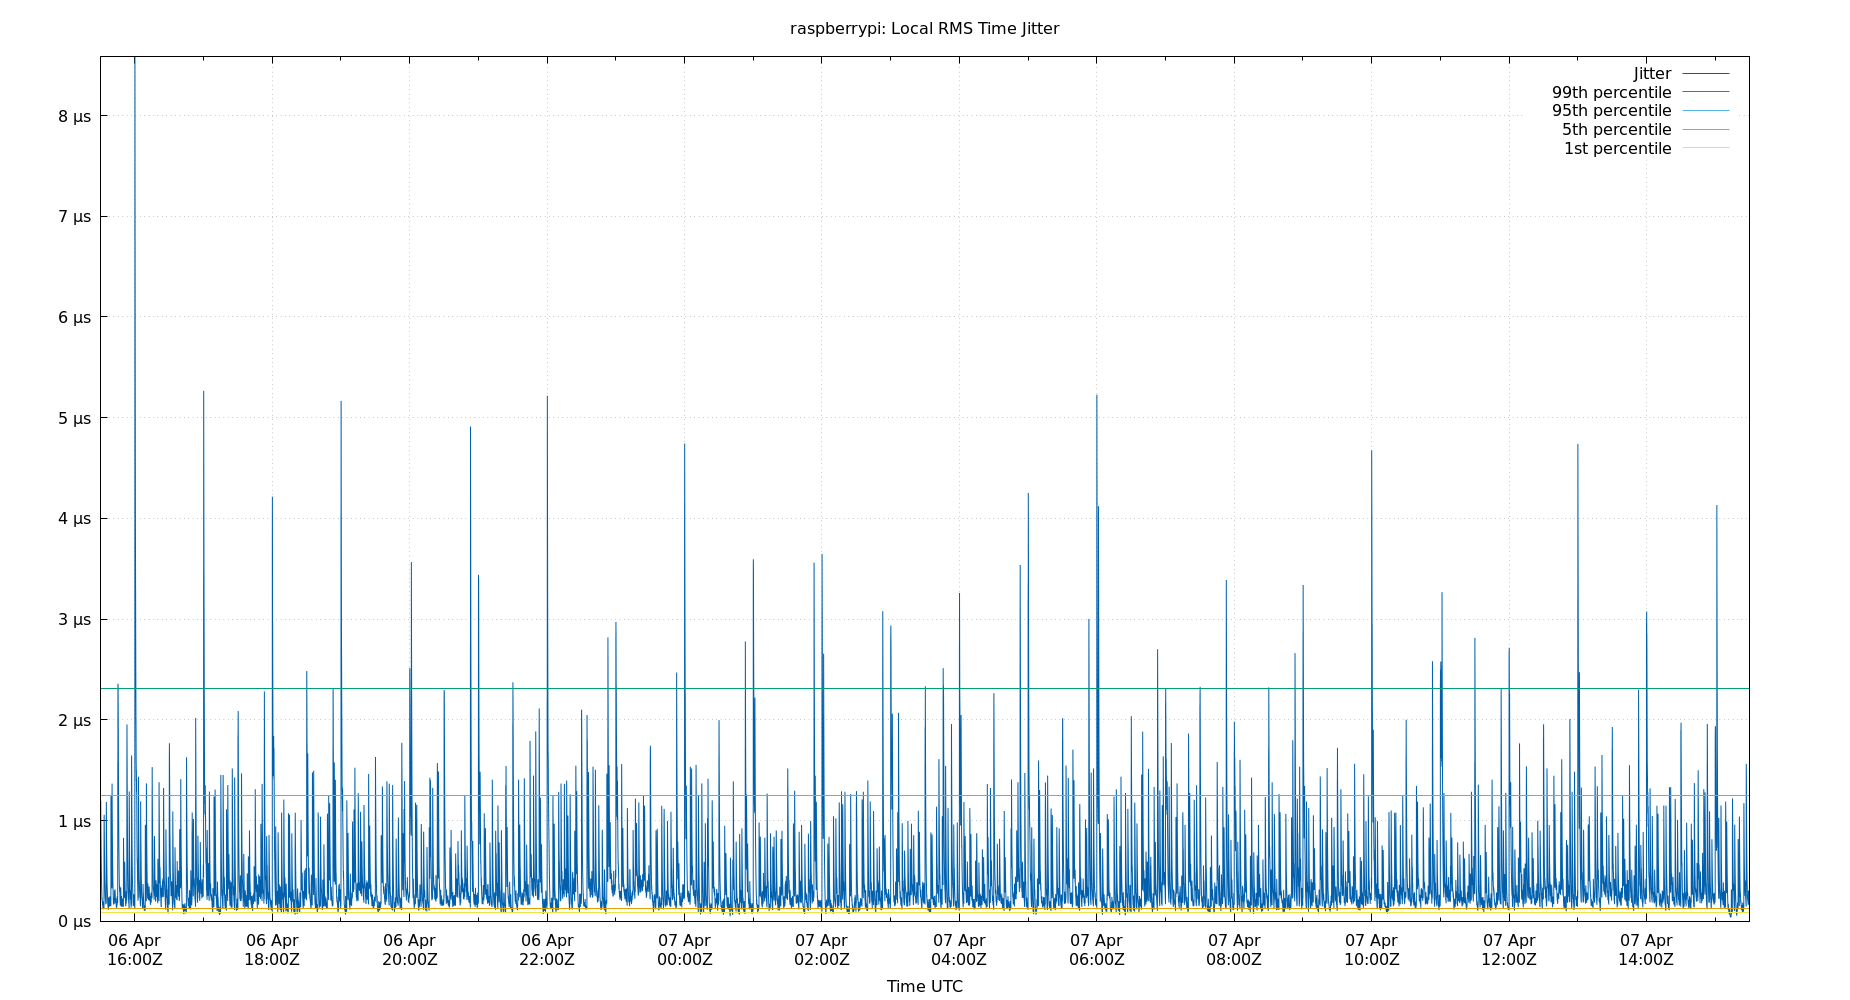 raspberrypi: Local RMS Time Jitter
Jitter
99th percentile
95th percentile
5th percentile
1st percentile
8 µs
7 µs
6 µs
5 µs
4 µs
3 µs
2 µs
1 µs
0 µs
06 Apr 06 Apr 06 Apr 06 Apr 07 Apr 07 Apr 07 Apr 07 Apr 07 Apr 07 Apr 07 Apr 07 Apr
16:00Z 18:00Z 20:00Z 22:00Z 00:00Z 02:00Z 04:00Z 06:00Z 08:00Z 10:00Z 12:00Z 14:00Z
Time UTC